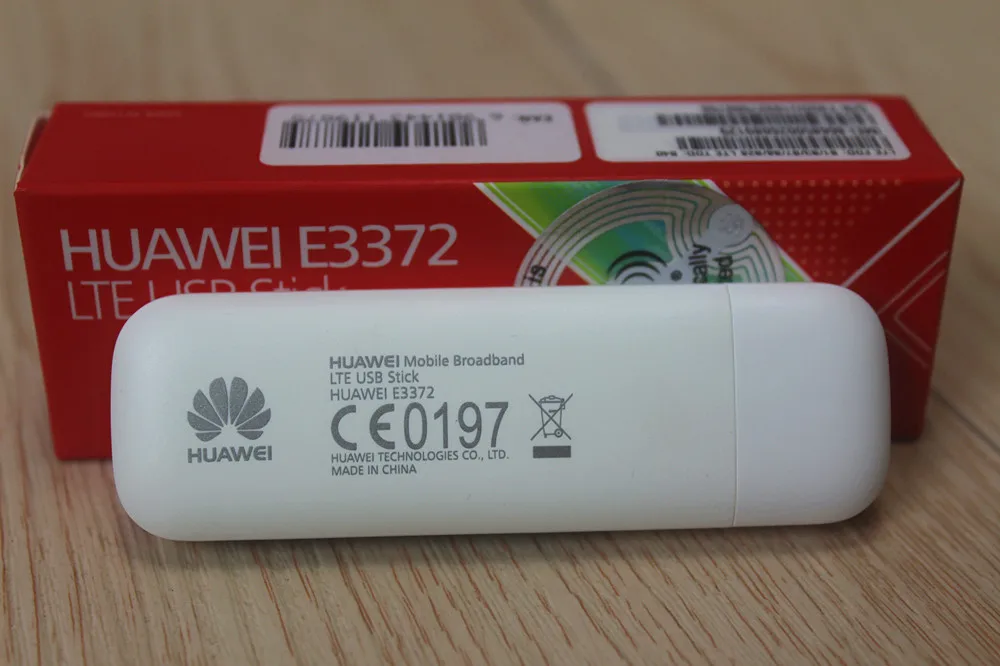 HUAWEI E3372
LTE USB Stick
HUAWEI Mobile Broadband
LTE USB Stick
HUAWEI E3372
CE0197
HUAWEI TECHNOLOGIES CO., LTD.
MADE IN CHINA
HUAWEI